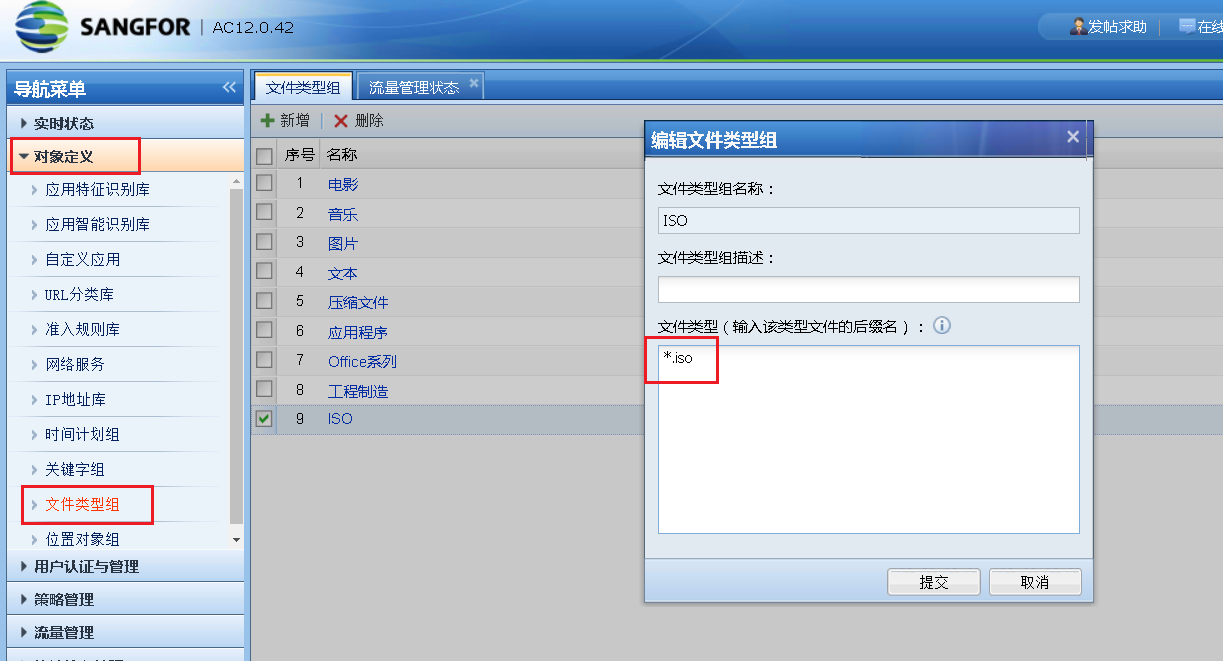 SANGFOR | AC12.0.42
发帖求助
在线
导航菜单
实时状态
对象定义
应用特征识别库
应用智能识别库
自定义应用
URL分类库
准入规则库
网络服务
IP地址库
时间计划组
关键字组
文件类型组
位置对象组
用户认证与管理
策略管理
流量管理
文件类型组
流量管理状态
新增
删除
序号 名称
1 电影
2 音乐
3 图片
4 文本
5 压缩文件
6 应用程序
7 Office系列
8 工程制造
9 ISO
编辑文件类型组
文件类型组名称：
ISO
文件类型组描述：
文件类型（输入该类型文件的后缀名）：
*.iso
提交
取消